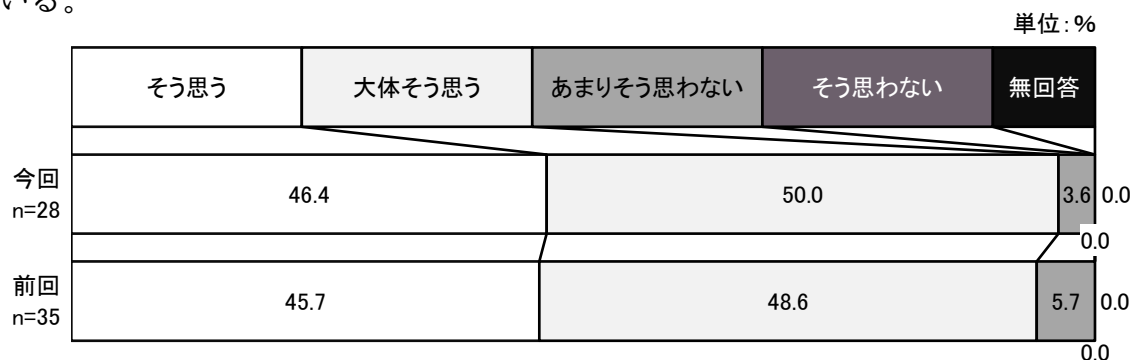 いる。
単位：%
そう思う 大体そう思う あまりそう思わない そう思わない 無回答
今回
n=28
46.4 50.0 3.6 0.0
0.0
前回
n=35
45.7 48.6 5.7 0.0
0.0